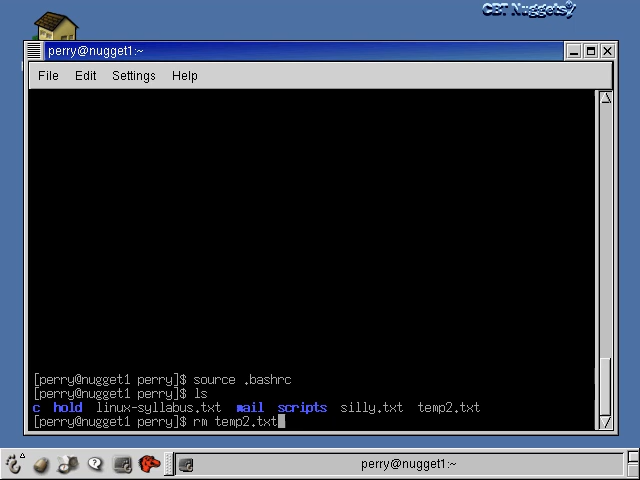 CBT Nuggets
perry@nugget1:~
File Edit Settings Help
[perry@nugget1 perry]$ source .bashrc
[perry@nugget1 perry]$ ls
c hold linux-syllabus.txt mail scripts silly.txt temp2.txt
[perry@nugget1 perry]$ rm temp2.txt
perry@nugget1:~